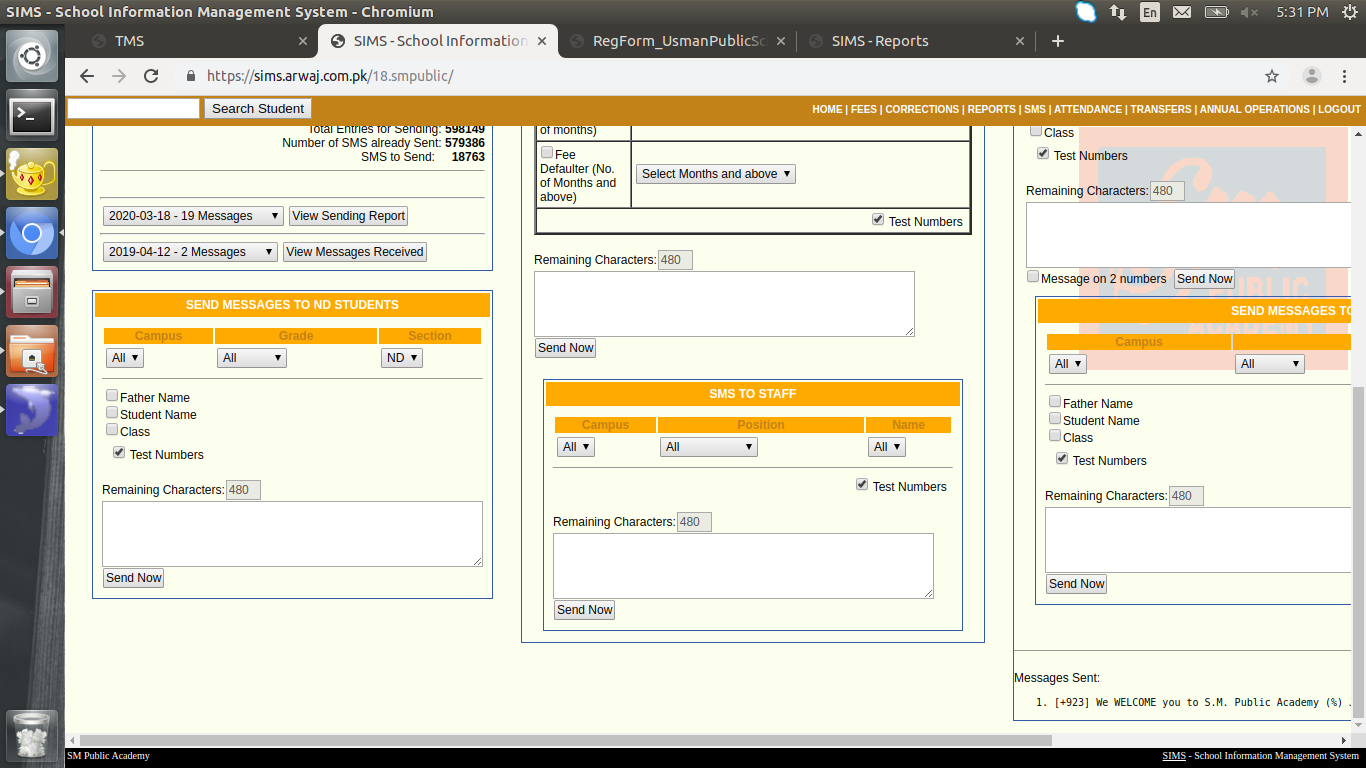 SIMS - School Information Management System - Chromium
En
5:31 PM
TMS
SIMS - School Information
RegForm_UsmanPublicSc
SIMS - Reports
https://sims.arwaj.com.pk/18.smpublic/
Search Student
HOME | FEES | CORRECTIONS | REPORTS | SMS | ATTENDANCE | TRANSFERS | ANNUAL OPERATIONS | LOGOUT
Total Entries for Sending: 598149
Number of SMS already Sent: 579386
SMS to Send: 18763
2020-03-18 - 19 Messages
View Sending Report
2019-04-12 - 2 Messages
View Messages Received
SEND MESSAGES TO ND STUDENTS
Campus Grade Section
All All ND
Father Name
Student Name
Class
Test Numbers
Remaining Characters: 480
Send Now
of months)
Fee
Defaulter (No.
of Months and
above)
Select Months and above
Test Numbers
Remaining Characters: 480
Send Now
SMS TO STAFF
Campus Position Name
All All All
Test Numbers
Remaining Characters: 480
Send Now
Class
Test Numbers
Remaining Characters: 480
Message on 2 numbers Send Now
PUBLIC
ACADEMY
SEND MESSAGES TO
Campus
All All
Father Name
Student Name
Class
Test Numbers
Remaining Characters: 480
Send Now
Messages Sent:
1. [+923] We WELCOME you to S.M. Public Academy (%) .
SM Public Academy
SIMS - School Information Management System